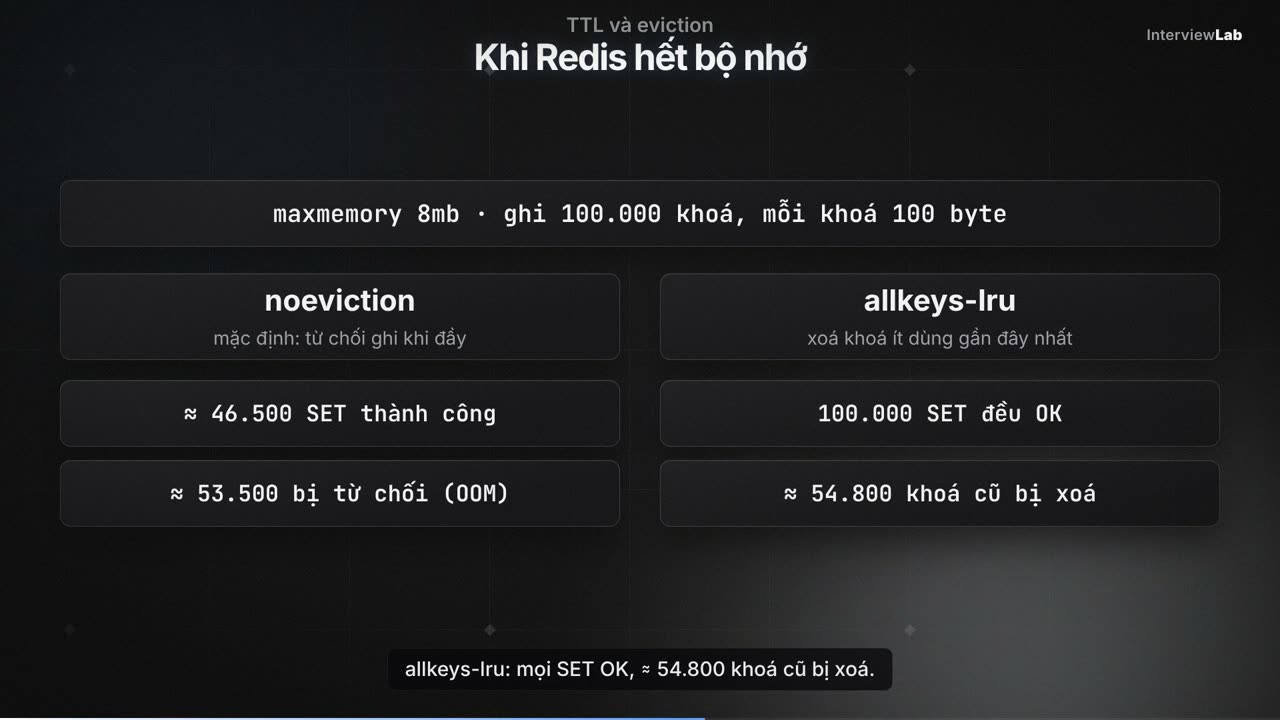 TTL và eviction
Khi Redis hết bộ nhớ
InterviewLab
maxmemory 8mb · ghi 100.000 khoá, mỗi khoá 100 byte
noeviction
mặc định: từ chối ghi khi đầy
≈ 46.500 SET thành công
≈ 53.500 bị từ chối (OOM)
allkeys-lru
xoá khoá ít dùng gần đây nhất
100.000 SET đều OK
≈ 54.800 khoá cũ bị xoá
allkeys-lru: mọi SET OK, ≈ 54.800 khoá cũ bị xoá.